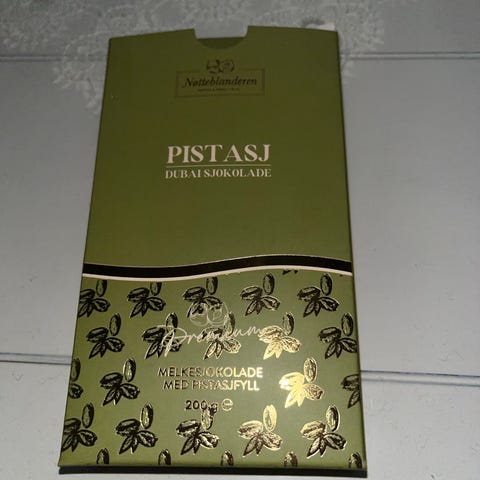 Nøtteblanderen
PISTASJ
DUBAI SJOKOLADE
Premium
MELKESJOKOLADE
MED PISTASJFYLL
200g ℮